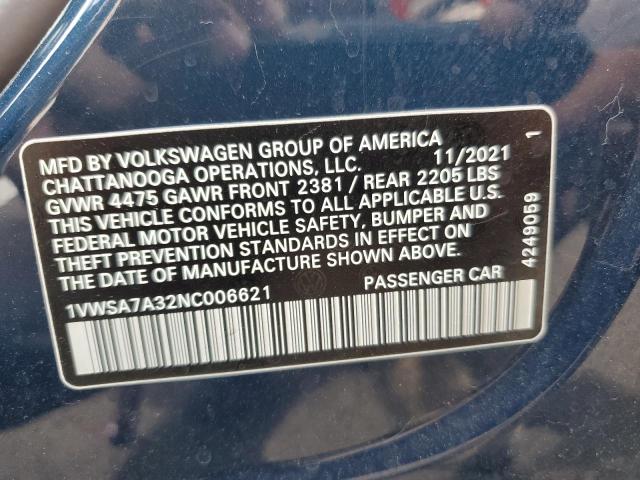 MFD BY VOLKSWAGEN GROUP OF AMERICA
CHATTANOOGA OPERATIONS, LLC. 11/2021
GVWR 4475 GAWR FRONT 2381 / REAR 2205 LBS
THIS VEHICLE CONFORMS TO ALL APPLICABLE U.S.
FEDERAL MOTOR VEHICLE SAFETY, BUMPER AND
THEFT PREVENTION STANDARDS IN EFFECT ON
THE DATE OF MANUFACTURE SHOWN ABOVE.
1VWSA7A32NC006621 PASSENGER CAR
4249059 1